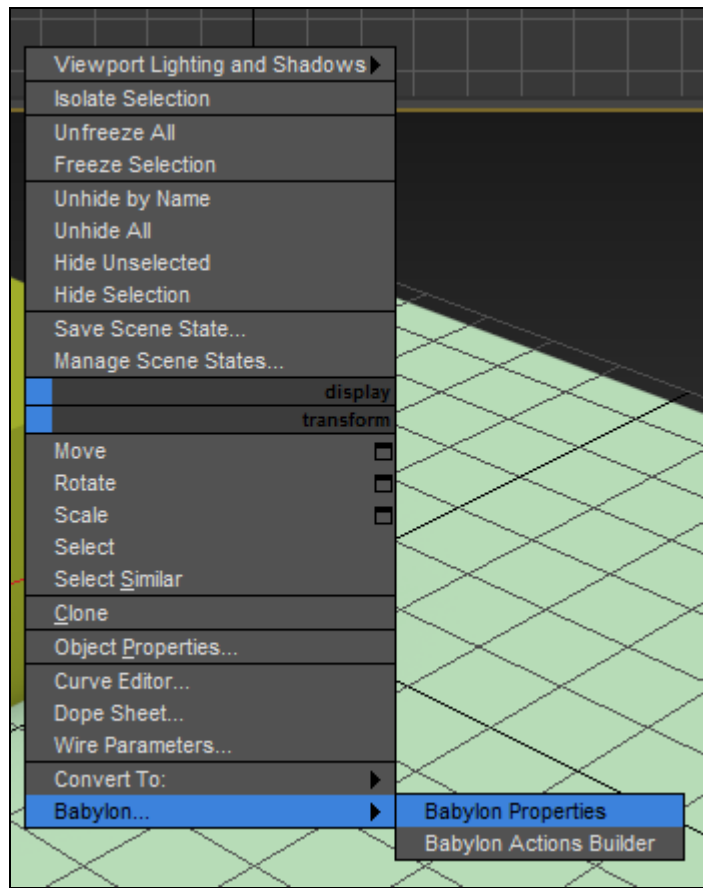 Viewport Lighting and Shadows
Isolate Selection
Unfreeze All
Freeze Selection
Unhide by Name
Unhide All
Hide Unselected
Hide Selection
Save Scene State...
Manage Scene States...
display
transform
Move
Rotate
Scale
Select
Select Similar
Clone
Object Properties...
Curve Editor...
Dope Sheet...
Wire Parameters...
Convert To:
Babylon...
Babylon Properties
Babylon Actions Builder